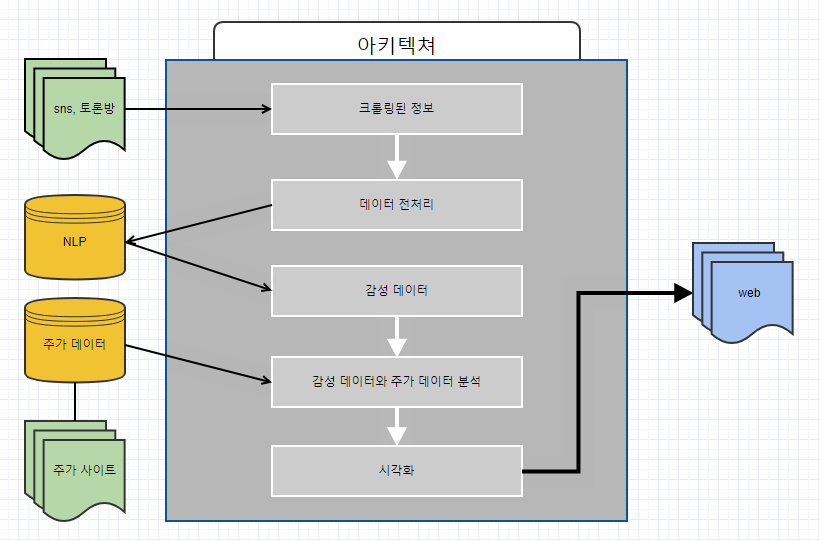 아키텍쳐
sns, 토론방
크롤링된 정보
데이터 전처리
NLP
감성 데이터
web
주가 데이터
감성 데이터와 주가 데이터 분석
주가 사이트
시각화